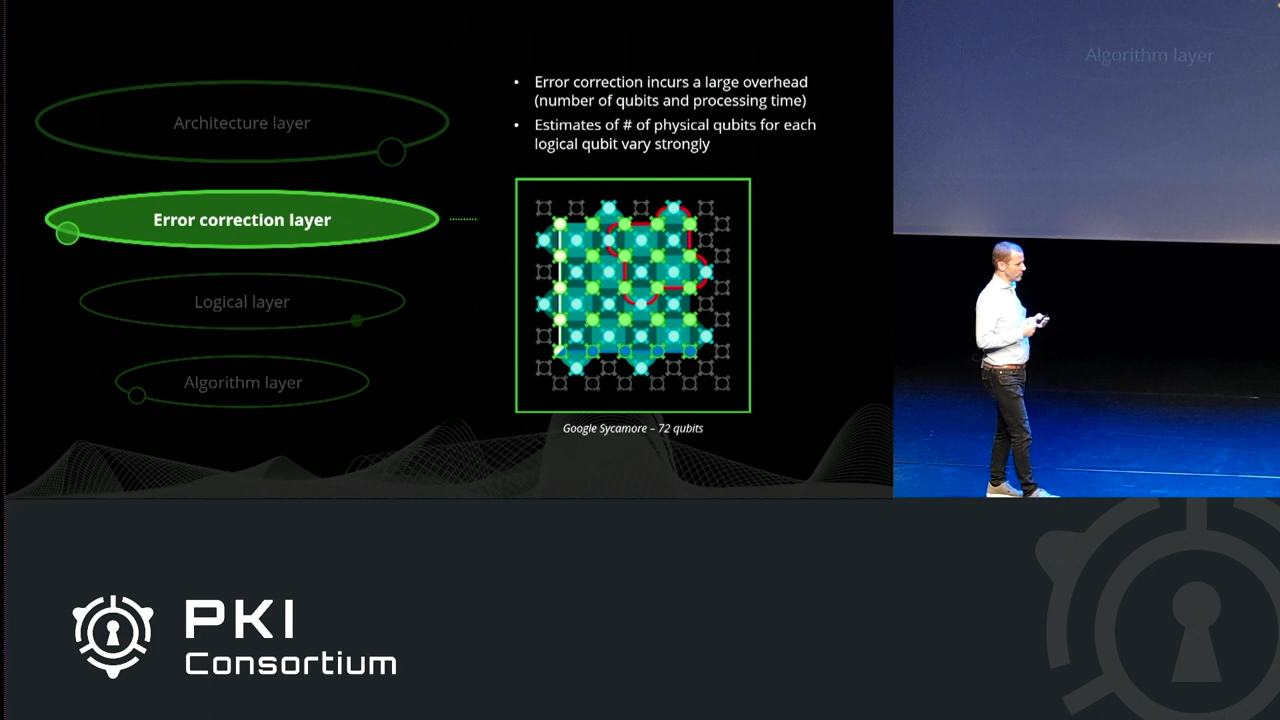 Architecture layer
Error correction layer
Logical layer
Algorithm layer
• Error correction incurs a large overhead
(number of qubits and processing time)
• Estimates of # of physical qubits for each
logical qubit vary strongly
Google Sycamore – 72 qubits
Algorithm layer
PKI
Consortium